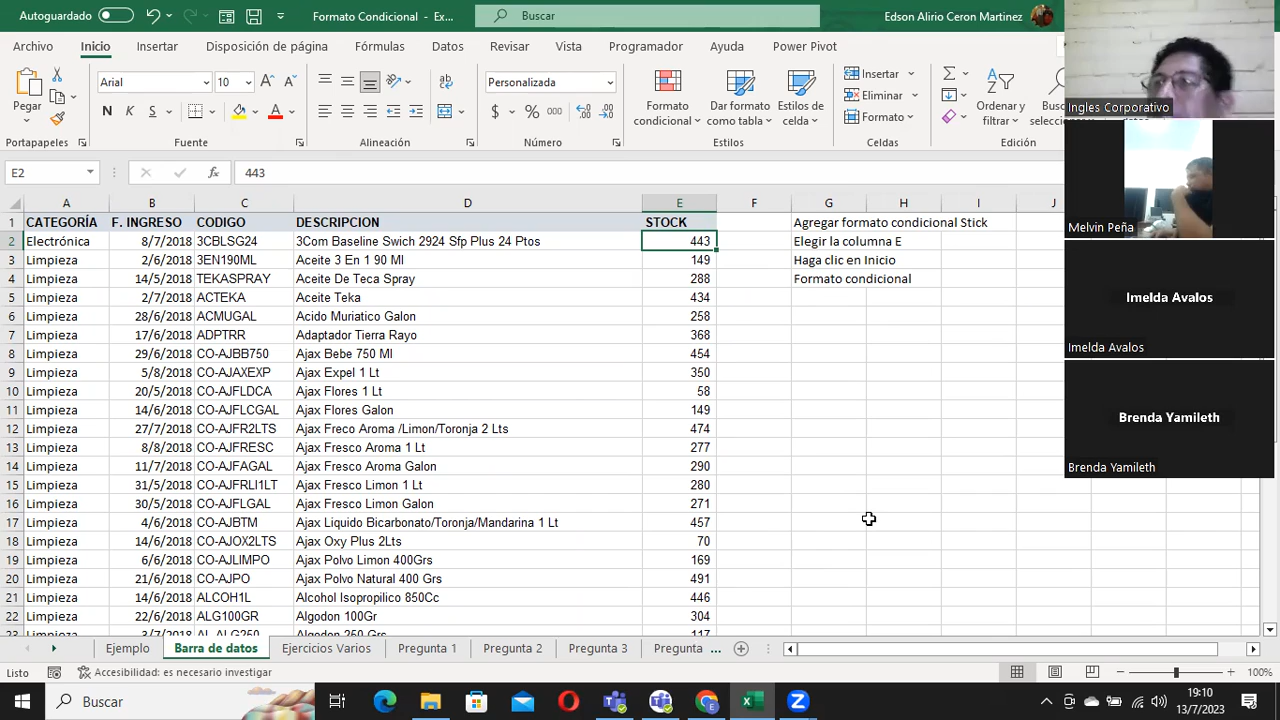 Autoguardado
Formato Condicional - Ex...
Buscar
Edson Alirio Ceron Martinez
Archivo Inicio Insertar Disposición de página Fórmulas Datos Revisar Vista Programador Ayuda Power Pivot
Pegar
Arial 10
N K S
Personalizada
$ % 000
Formato condicional
Dar formato como tabla
Estilos de celda
Insertar
Eliminar
Formato
Ordenar y filtrar
Portapapeles Fuente Alineación Número Estilos Celdas Edición
E2 fx 443
A B C D E F G H I J
1 CATEGORÍA F. INGRESO CODIGO DESCRIPCION STOCK Agregar formato condicional Stick
2 Electrónica 8/7/2018 3CBLSG24 3Com Baseline Swich 2924 Sfp Plus 24 Ptos 443 Elegir la columna E
3 Limpieza 2/6/2018 3EN190ML Aceite 3 En 1 90 Ml 149 Haga clic en Inicio
4 Limpieza 14/5/2018 TEKASPRAY Aceite De Teca Spray 288 Formato condicional
5 Limpieza 2/7/2018 ACTEKA Aceite Teka 434
6 Limpieza 28/6/2018 ACMUGAL Acido Muriatico Galon 258
7 Limpieza 17/6/2018 ADPTRR Adaptador Tierra Rayo 368
8 Limpieza 29/6/2018 CO-AJBB750 Ajax Bebe 750 Ml 454
9 Limpieza 5/8/2018 CO-AJAXEXP Ajax Expel 1 Lt 350
10 Limpieza 20/5/2018 CO-AJFLDCA Ajax Flores 1 Lt 58
11 Limpieza 14/6/2018 CO-AJFLCGAL Ajax Flores Galon 149
12 Limpieza 27/7/2018 CO-AJFR2LTS Ajax Freco Aroma /Limon/Toronja 2 Lts 474
13 Limpieza 8/8/2018 CO-AJFRESC Ajax Fresco Aroma 1 Lt 277
14 Limpieza 11/7/2018 CO-AJFAGAL Ajax Fresco Aroma Galon 290
15 Limpieza 31/5/2018 CO-AJFRLI1LT Ajax Fresco Limon 1 Lt 280
16 Limpieza 30/5/2018 CO-AJFLGAL Ajax Fresco Limon Galon 271
17 Limpieza 4/6/2018 CO-AJBTM Ajax Liquido Bicarbonato/Toronja/Mandarina 1 Lt 457
18 Limpieza 14/6/2018 CO-AJOX2LTS Ajax Oxy Plus 2Lts 70
19 Limpieza 6/6/2018 CO-AJLIMPO Ajax Polvo Limon 400Grs 169
20 Limpieza 21/6/2018 CO-AJPO Ajax Polvo Natural 400 Grs 491
21 Limpieza 14/6/2018 ALCOH1L Alcohol Isopropilico 850Cc 446
22 Limpieza 22/6/2018 ALG100GR Algodon 100Gr 304
23 Limpieza 3/7/2018 AL-ALG250 Algodon 250 Grs 117
Ejemplo Barra de datos Ejercicios Varios Pregunta 1 Pregunta 2 Pregunta 3 Pregunta ...
Listo Accesibilidad: es necesario investigar 100%
Buscar
19:10
13/7/2023
Ingles Corporativo
Melvin Peña
Imelda Avalos
Imelda Avalos
Brenda Yamileth
Brenda Yamileth